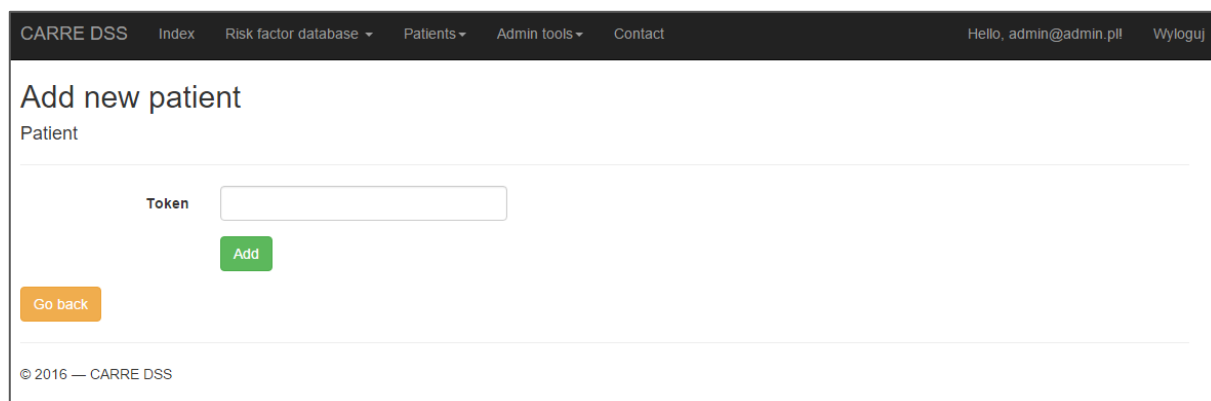 CARRE DSS Index Risk factor database Patients Admin tools Contact Hello, admin@admin.pl! Wyloguj
Add new patient
Patient
Token
Add
Go back
© 2016 — CARRE DSS